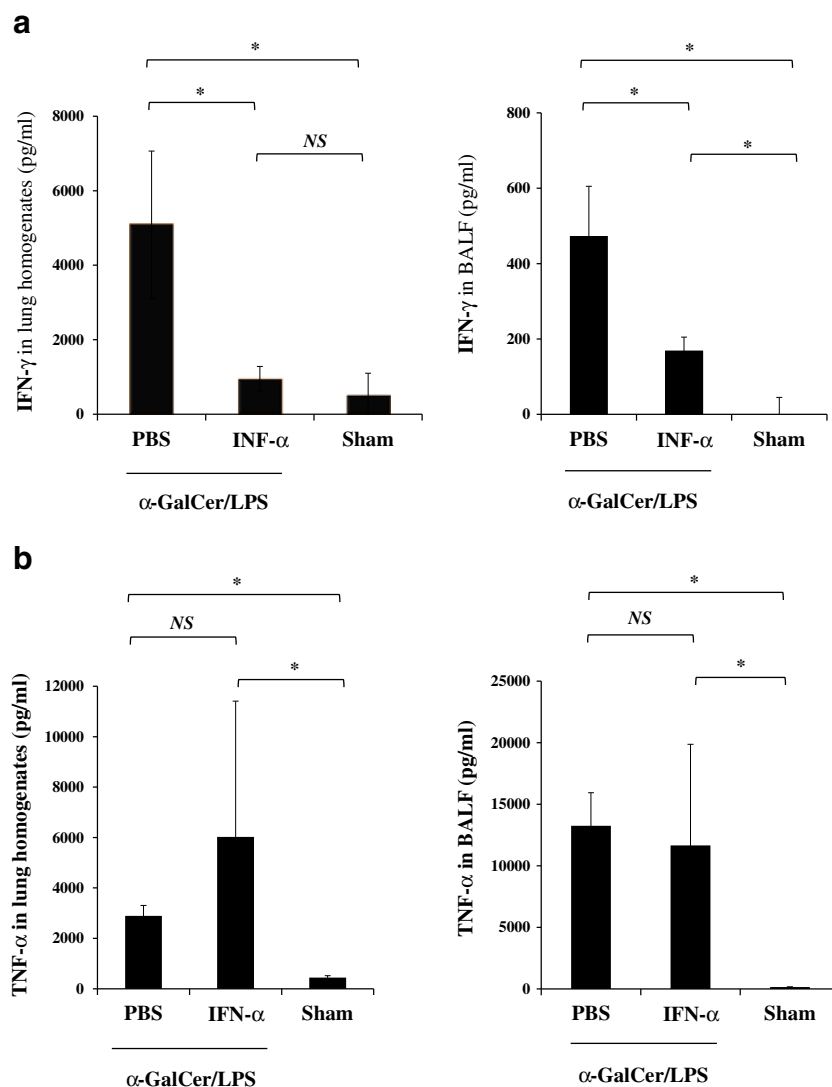 a
*
*
NS
IFN-γ in lung homogenates (pg/ml)
8000
6000
4000
2000
0
PBS INF-α Sham
α-GalCer/LPS
*
*
*
IFN-γ in BALF (pg/ml)
800
600
400
200
0
PBS INF-α Sham
α-GalCer/LPS
b
*
NS
*
TNF-α in lung homogenates (pg/ml)
12000
10000
8000
6000
4000
2000
0
PBS IFN-α Sham
α-GalCer/LPS
*
NS
*
TNF-α in BALF (pg/ml)
25000
20000
15000
10000
5000
0
PBS IFN-α Sham
α-GalCer/LPS